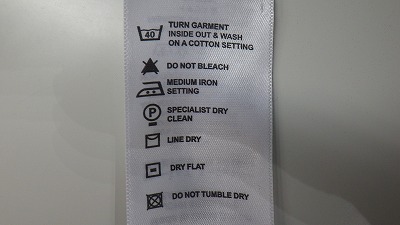 40
TURN GARMENT
INSIDE OUT & WASH
ON A COTTON SETTING
DO NOT BLEACH
MEDIUM IRON
SETTING
P
SPECIALIST DRY
CLEAN
LINE DRY
DRY FLAT
DO NOT TUMBLE DRY